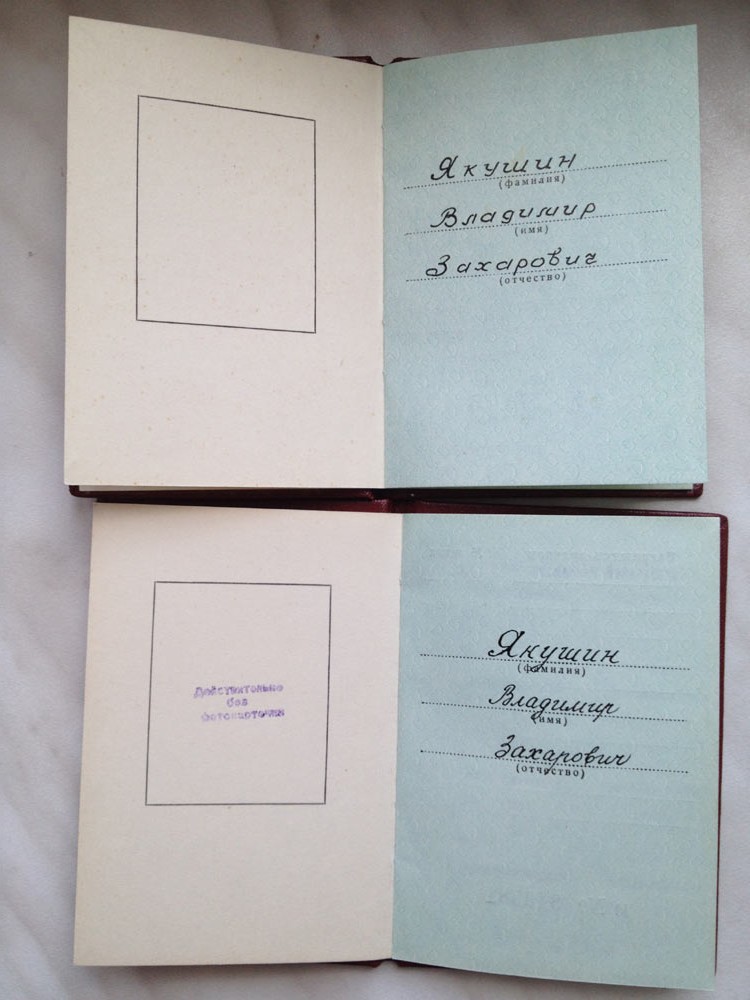 Якушин
(фамилия)
Владимир
(имя)
Захарович
(отчество)
Действительно
без
фотокарточки
Якушин
(фамилия)
Владимир
(имя)
Захарович
(отчество)